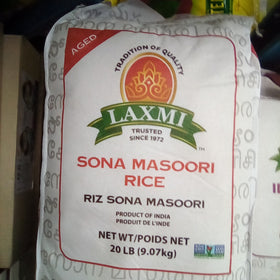 AGED
TRADITION OF QUALITY
LAXMI
TRUSTED
SINCE 1972
SONA MASOORI
RICE
RIZ SONA MASOORI
PRODUCT OF INDIA
PRODUIT DE L'INDE
NET WT/POIDS NET
20 LB (9.07kg)